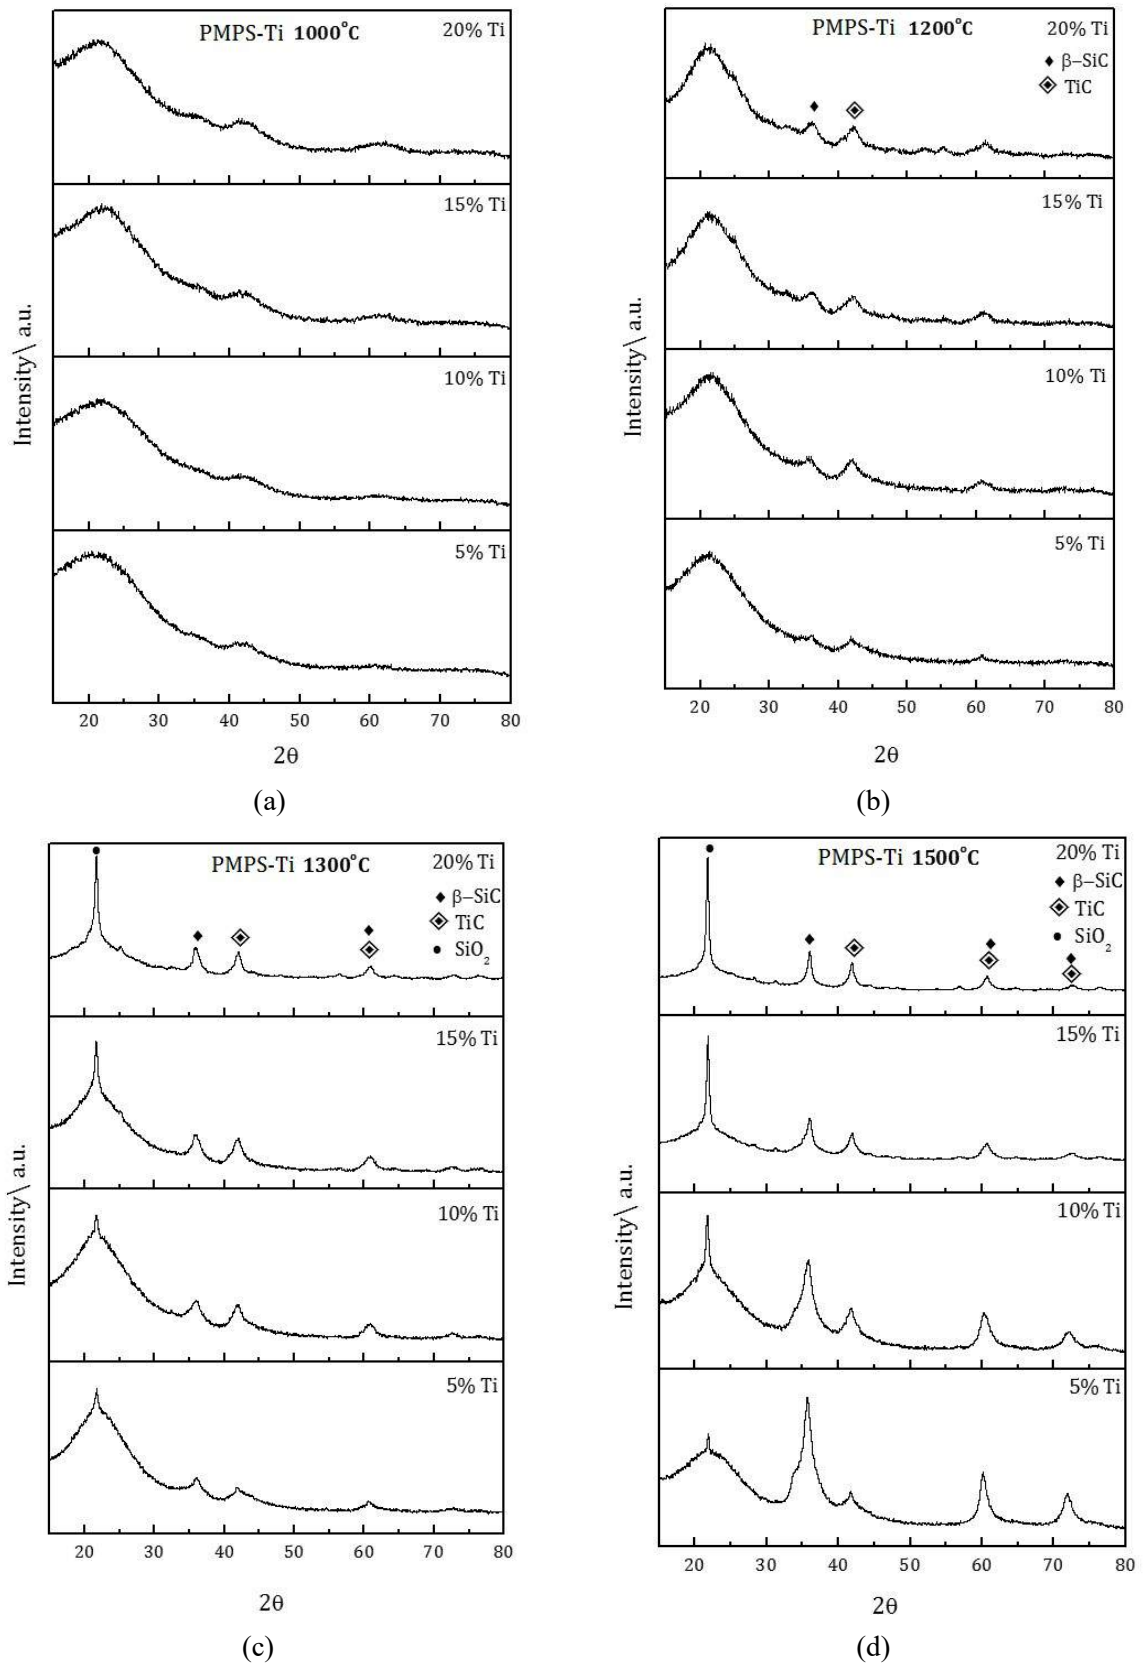 PMPS-Ti 1000°C
20% Ti
15% Ti
10% Ti
5% Ti
Intensity\ a.u.
20 30 40 50 60 70 80
2θ
(a)
PMPS-Ti 1200°C
20% Ti
♦ β–SiC
TiC
15% Ti
10% Ti
5% Ti
Intensity\ a.u.
20 30 40 50 60 70 80
2θ
(b)
PMPS-Ti 1300°C
20% Ti
♦ β–SiC
TiC
• SiO₂
15% Ti
10% Ti
5% Ti
Intensity\ a.u.
20 30 40 50 60 70 80
2θ
(c)
PMPS-Ti 1500°C
20% Ti
♦ β–SiC
TiC
• SiO₂
15% Ti
10% Ti
5% Ti
Intensity\ a.u.
20 30 40 50 60 70 80
2θ
(d)